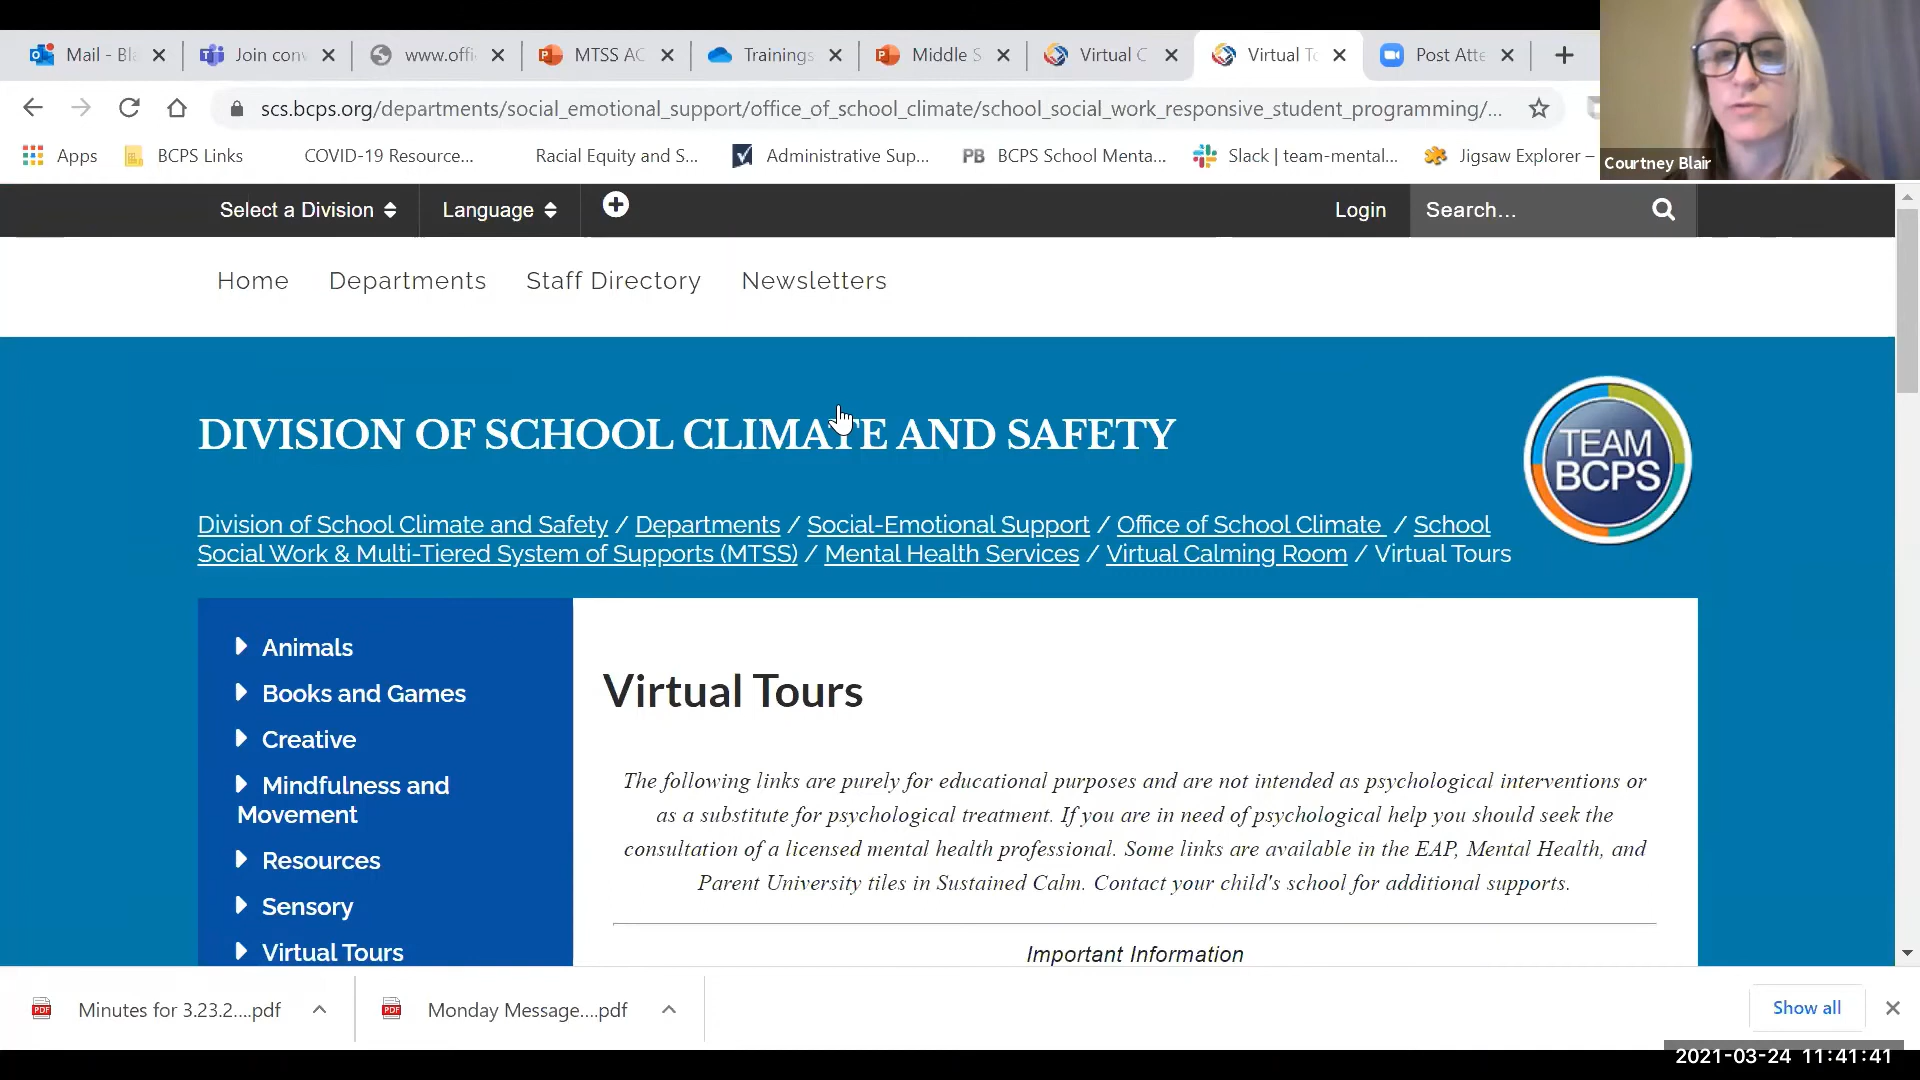 Mail - Bl
Join con
www.offi
MTSS AC
Trainings
Middle S
Virtual C
Virtual To
Post Atte
scs.bcps.org/departments/social_emotional_support/office_of_school_climate/school_social_work_responsive_student_programming/...
Apps
BCPS Links
COVID-19 Resource...
Racial Equity and S...
Administrative Sup...
PB BCPS School Menta...
Slack | team-mental...
Jigsaw Explorer –
Courtney Blair
Select a Division
Language
Login
Search...
Home Departments Staff Directory Newsletters
DIVISION OF SCHOOL CLIMATE AND SAFETY
TEAM
BCPS
Division of School Climate and Safety / Departments / Social-Emotional Support / Office of School Climate / School
Social Work & Multi-Tiered System of Supports (MTSS) / Mental Health Services / Virtual Calming Room / Virtual Tours
Animals
Books and Games
Creative
Mindfulness and
Movement
Resources
Sensory
Virtual Tours
Virtual Tours
The following links are purely for educational purposes and are not intended as psychological interventions or
as a substitute for psychological treatment. If you are in need of psychological help you should seek the
consultation of a licensed mental health professional. Some links are available in the EAP, Mental Health, and
Parent University tiles in Sustained Calm. Contact your child's school for additional supports.
Important Information
PDF Minutes for 3.23.2....pdf
PDF Monday Message....pdf
Show all
2021-03-24 11:41:41